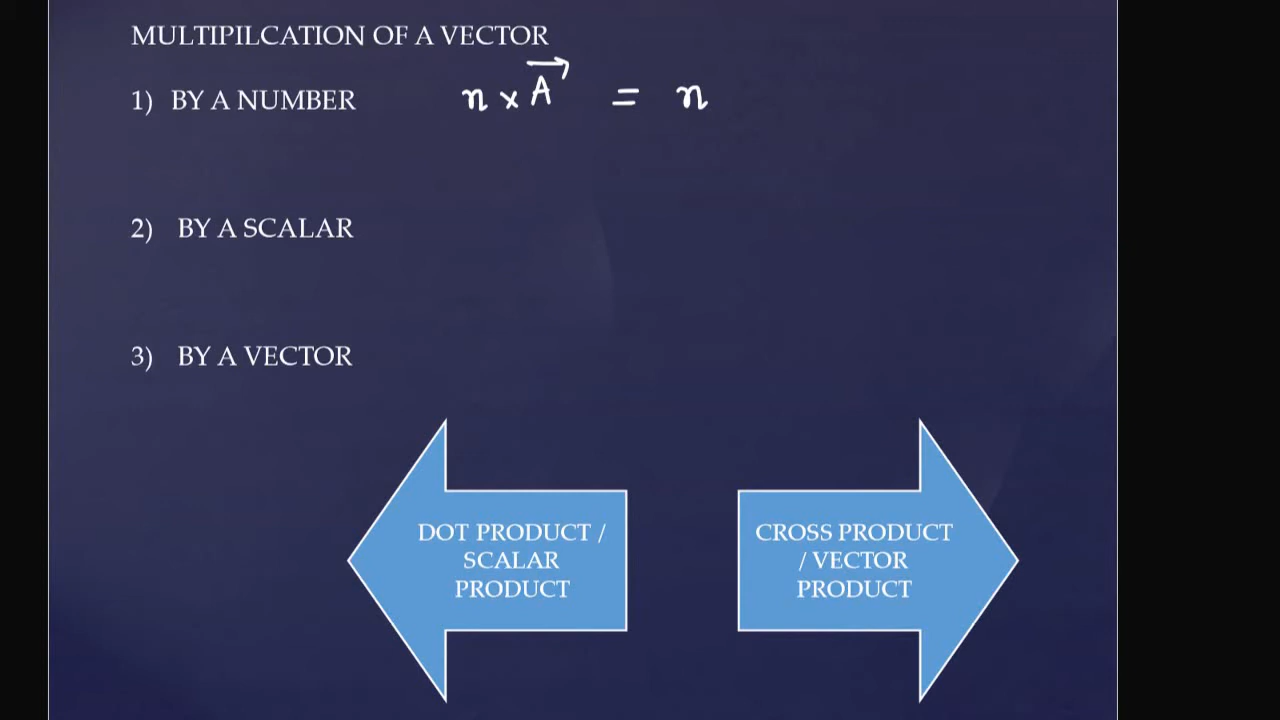 MULTIPILCATION OF A VECTOR
1) BY A NUMBER n × A⃗ = n
2) BY A SCALAR
3) BY A VECTOR
DOT PRODUCT /
SCALAR
PRODUCT
CROSS PRODUCT
/ VECTOR
PRODUCT